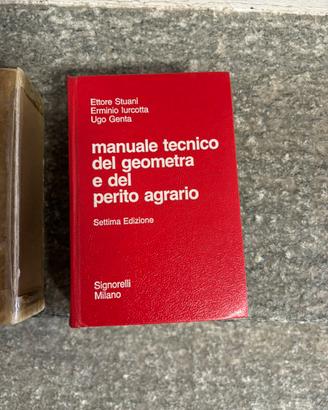 Ettore Stuani
Erminio Iurcotta
Ugo Genta
manuale tecnico
del geometra
e del
perito agrario
Settima Edizione
Signorelli
Milano